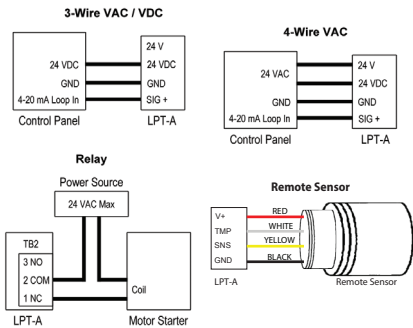 3-Wire VAC / VDC
24 V
24 VDC
24 VDC
GND
GND
4-20 mA Loop In
SIG +
Control Panel
LPT-A
4-Wire VAC
24 V
24 VAC
24 VDC
GND
GND
4-20 mA Loop In
SIG +
Control Panel
LPT-A
Relay
Power Source
24 VAC Max
TB2
3 NO
2 COM
1 NC
Coil
LPT-A
Motor Starter
Remote Sensor
V+
RED
TMP
WHITE
SNS
YELLOW
GND
BLACK
LPT-A
Remote Sensor